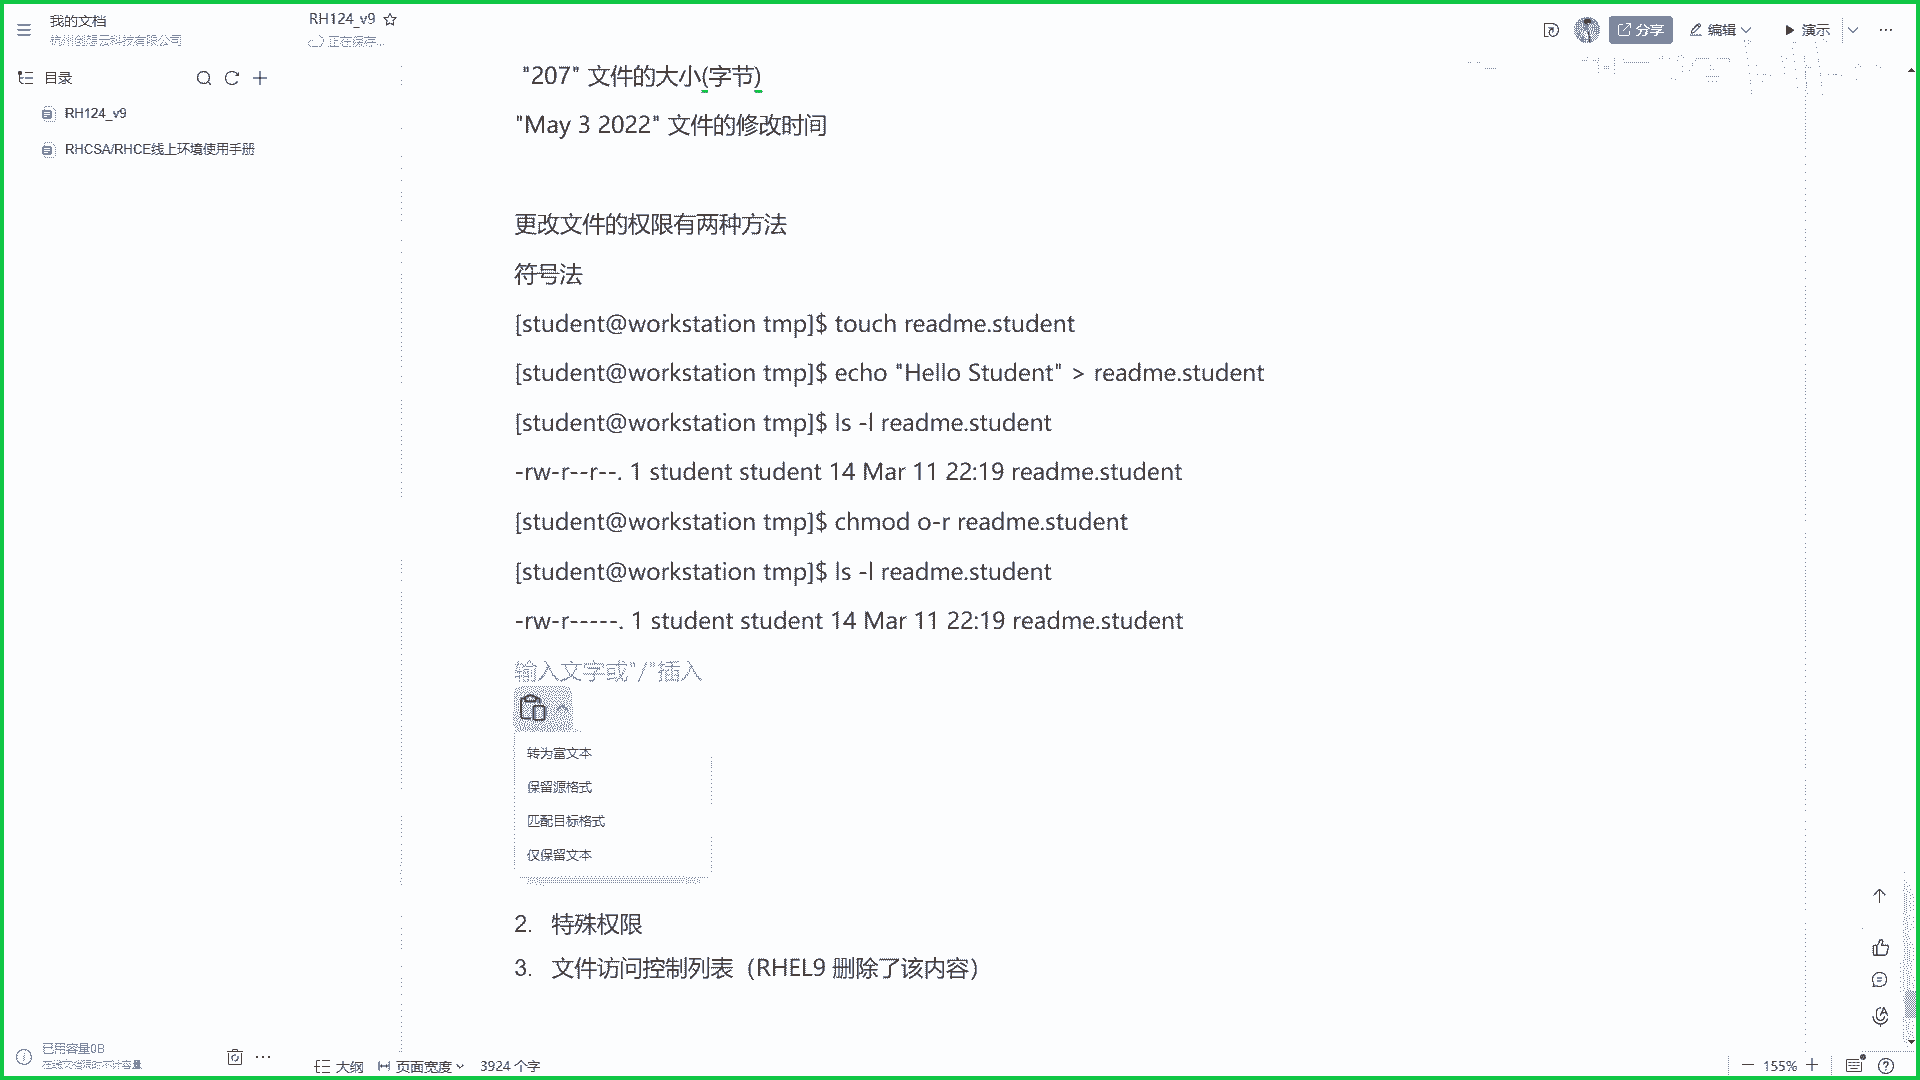 我的文档
杭州创想云科技有限公司
RH124_v9
正在保存...
分享
编辑
演示
目录
RH124_v9
RHCSA/RHCE线上环境使用手册
"207" 文件的大小(字节)
"May 3 2022" 文件的修改时间
更改文件的权限有两种方法
符号法
[student@workstation tmp]$ touch readme.student
[student@workstation tmp]$ echo "Hello Student" > readme.student
[student@workstation tmp]$ ls -l readme.student
-rw-r--r--. 1 student student 14 Mar 11 22:19 readme.student
[student@workstation tmp]$ chmod o-r readme.student
[student@workstation tmp]$ ls -l readme.student
-rw-r-----. 1 student student 14 Mar 11 22:19 readme.student
输入文字或"/"插入
转为富文本
保留源格式
匹配目标格式
仅保留文本
2. 特殊权限
3. 文件访问控制列表（RHEL9 删除了该内容）
已用容量0B
大纲
页面宽度
3924 个字
155%